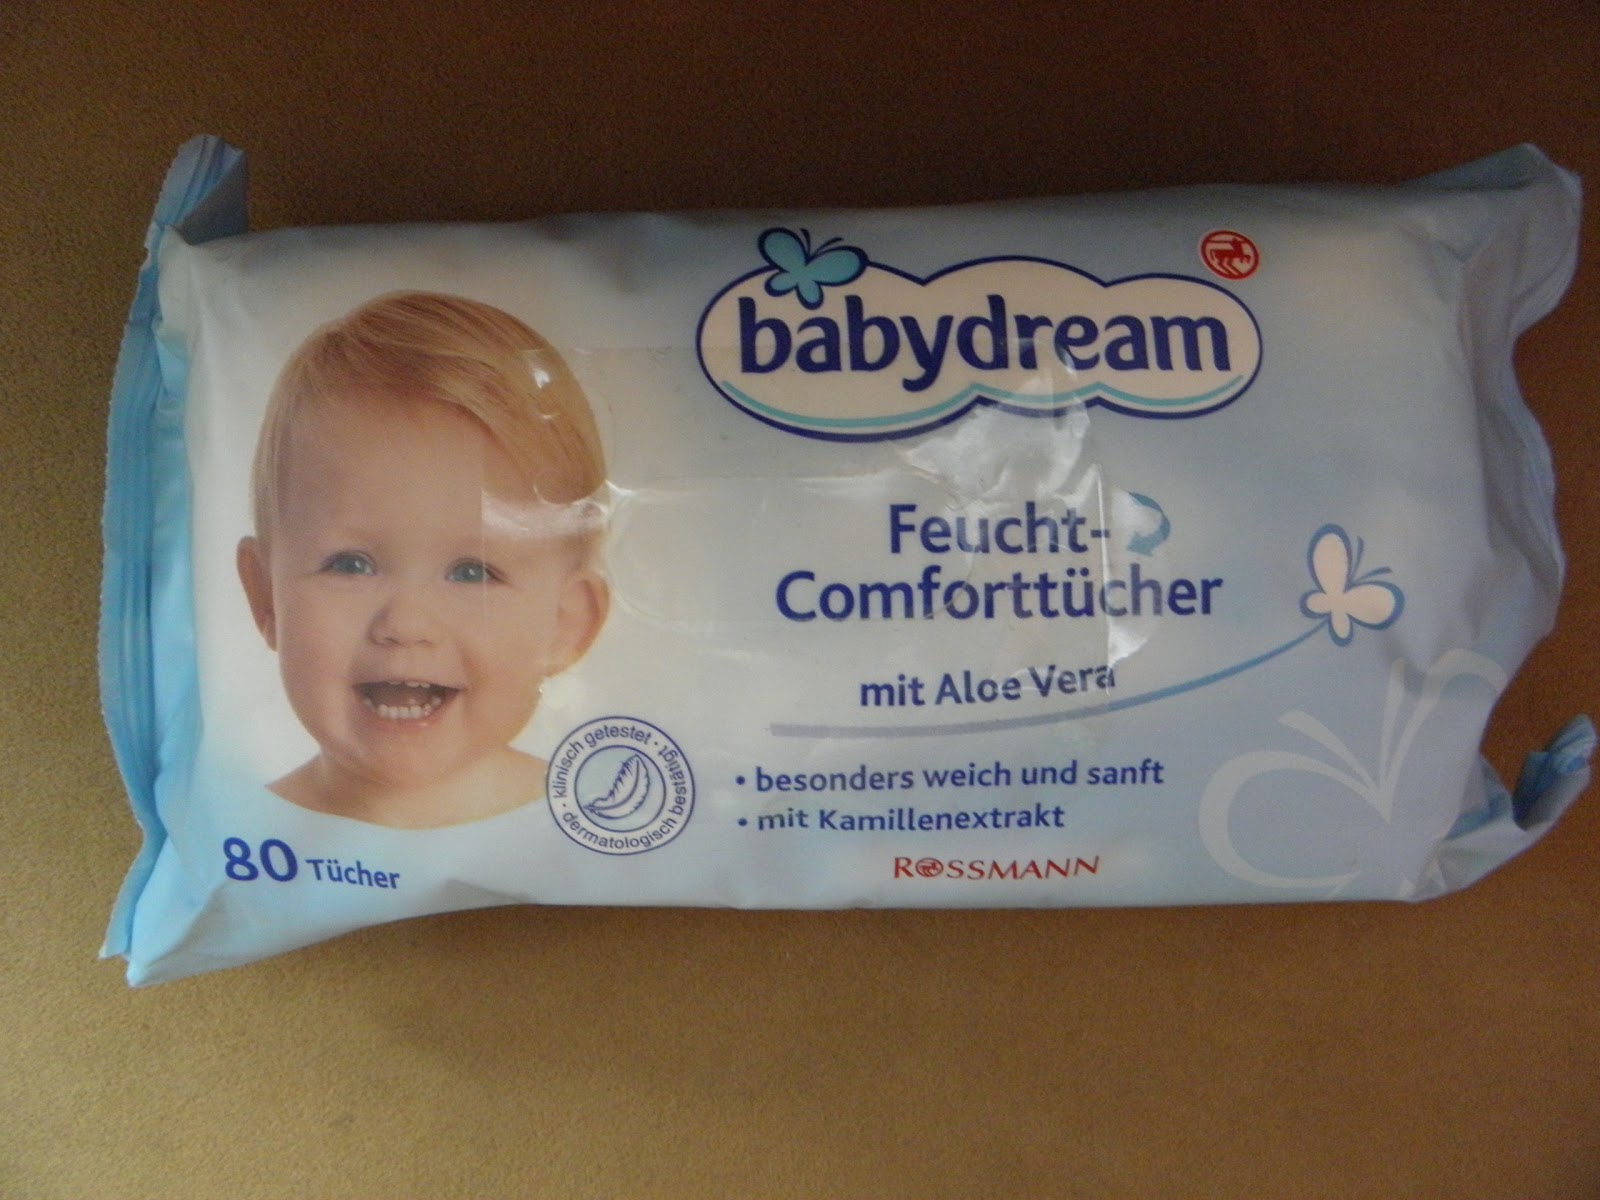 babydream
Feucht-
Comforttücher
mit Aloe Vera
• besonders weich und sanft
• mit Kamillenextrakt
ROSSMANN
• klinisch getestet •
dermatologisch bestätigt
80 Tücher